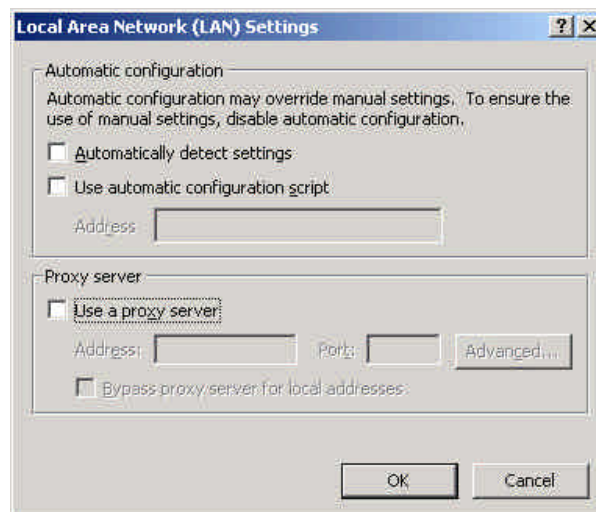 Local Area Network (LAN) Settings
Automatic configuration
Automatic configuration may override manual settings. To ensure the
use of manual settings, disable automatic configuration.
Automatically detect settings
Use automatic configuration script
Address
Proxy server
Use a proxy server
Address: Port: Advanced...
Bypass proxy server for local addresses
OK Cancel